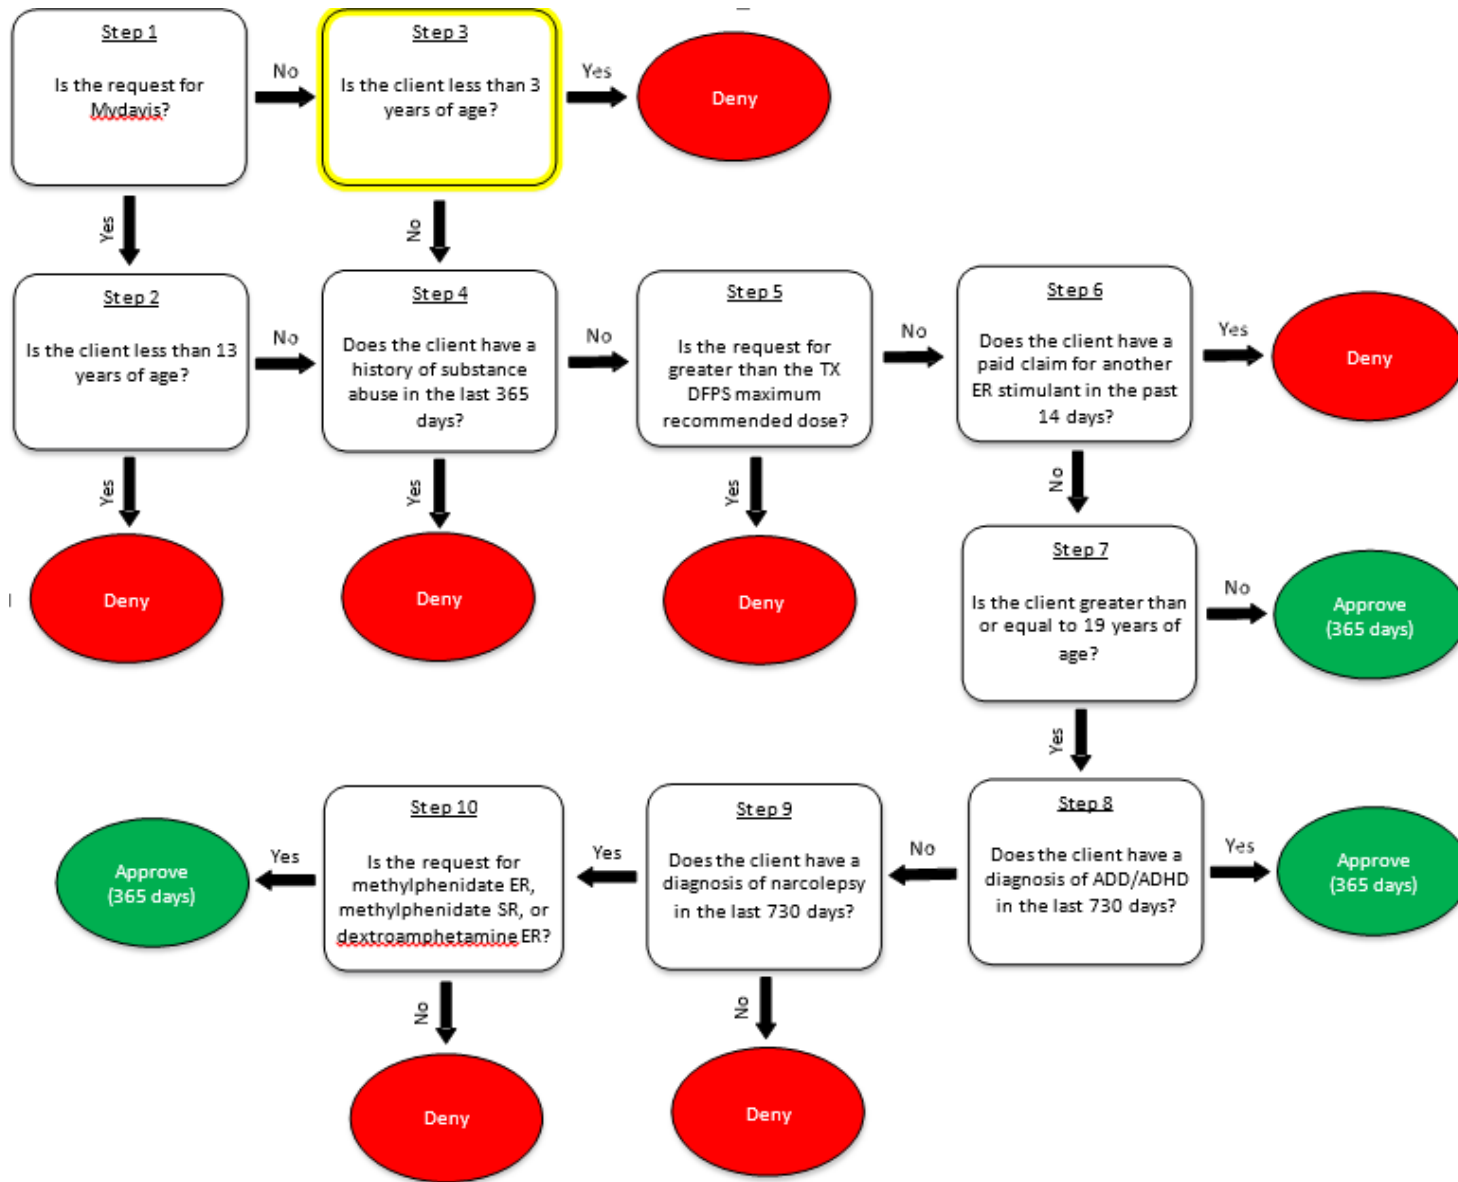 Step 1
Is the request for
Mydayis?
No
Step 3
Is the client less than 3
years of age?
Yes
Deny
Yes
No
Step 2
Is the client less than 13
years of age?
No
Step 4
Does the client have a
history of substance
abuse in the last 365
days?
No
Step 5
Is the request for
greater than the TX
DFPS maximum
recommended dose?
No
Step 6
Does the client have a
paid claim for another
ER stimulant in the past
14 days?
Yes
Deny
Yes
Yes
Yes
No
Deny
Deny
Deny
Step 7
Is the client greater than
or equal to 19 years of
age?
No
Approve
(365 days)
Yes
Approve
(365 days)
Yes
Step 10
Is the request for
methylphenidate ER,
methylphenidate SR, or
dextroamphetamine ER?
Yes
Step 9
Does the client have a
diagnosis of narcolepsy
in the last 730 days?
No
Step 8
Does the client have a
diagnosis of ADD/ADHD
in the last 730 days?
Yes
Approve
(365 days)
No
No
Deny
Deny